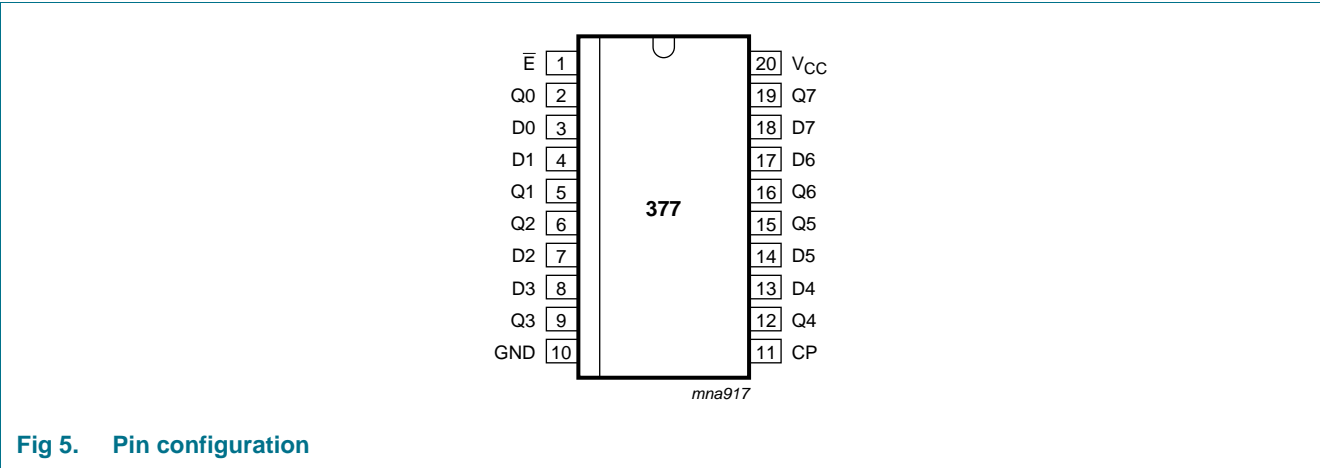 E̅ 1 20 VCC
Q0 2 19 Q7
D0 3 18 D7
D1 4 17 D6
Q1 5 16 Q6
377
Q2 6 15 Q5
D2 7 14 D5
D3 8 13 D4
Q3 9 12 Q4
GND 10 11 CP
mna917
Fig 5. Pin configuration